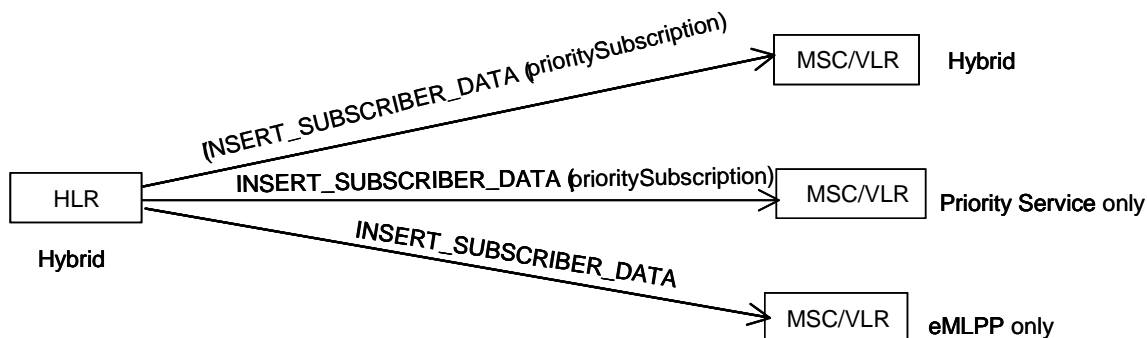 (INSERT_SUBSCRIBER_DATA (prioritySubscription)
MSC/VLR
Hybrid
INSERT_SUBSCRIBER_DATA (prioritySubscription)
HLR
MSC/VLR
Priority Service only
Hybrid
INSERT_SUBSCRIBER_DATA
MSC/VLR
eMLPP only